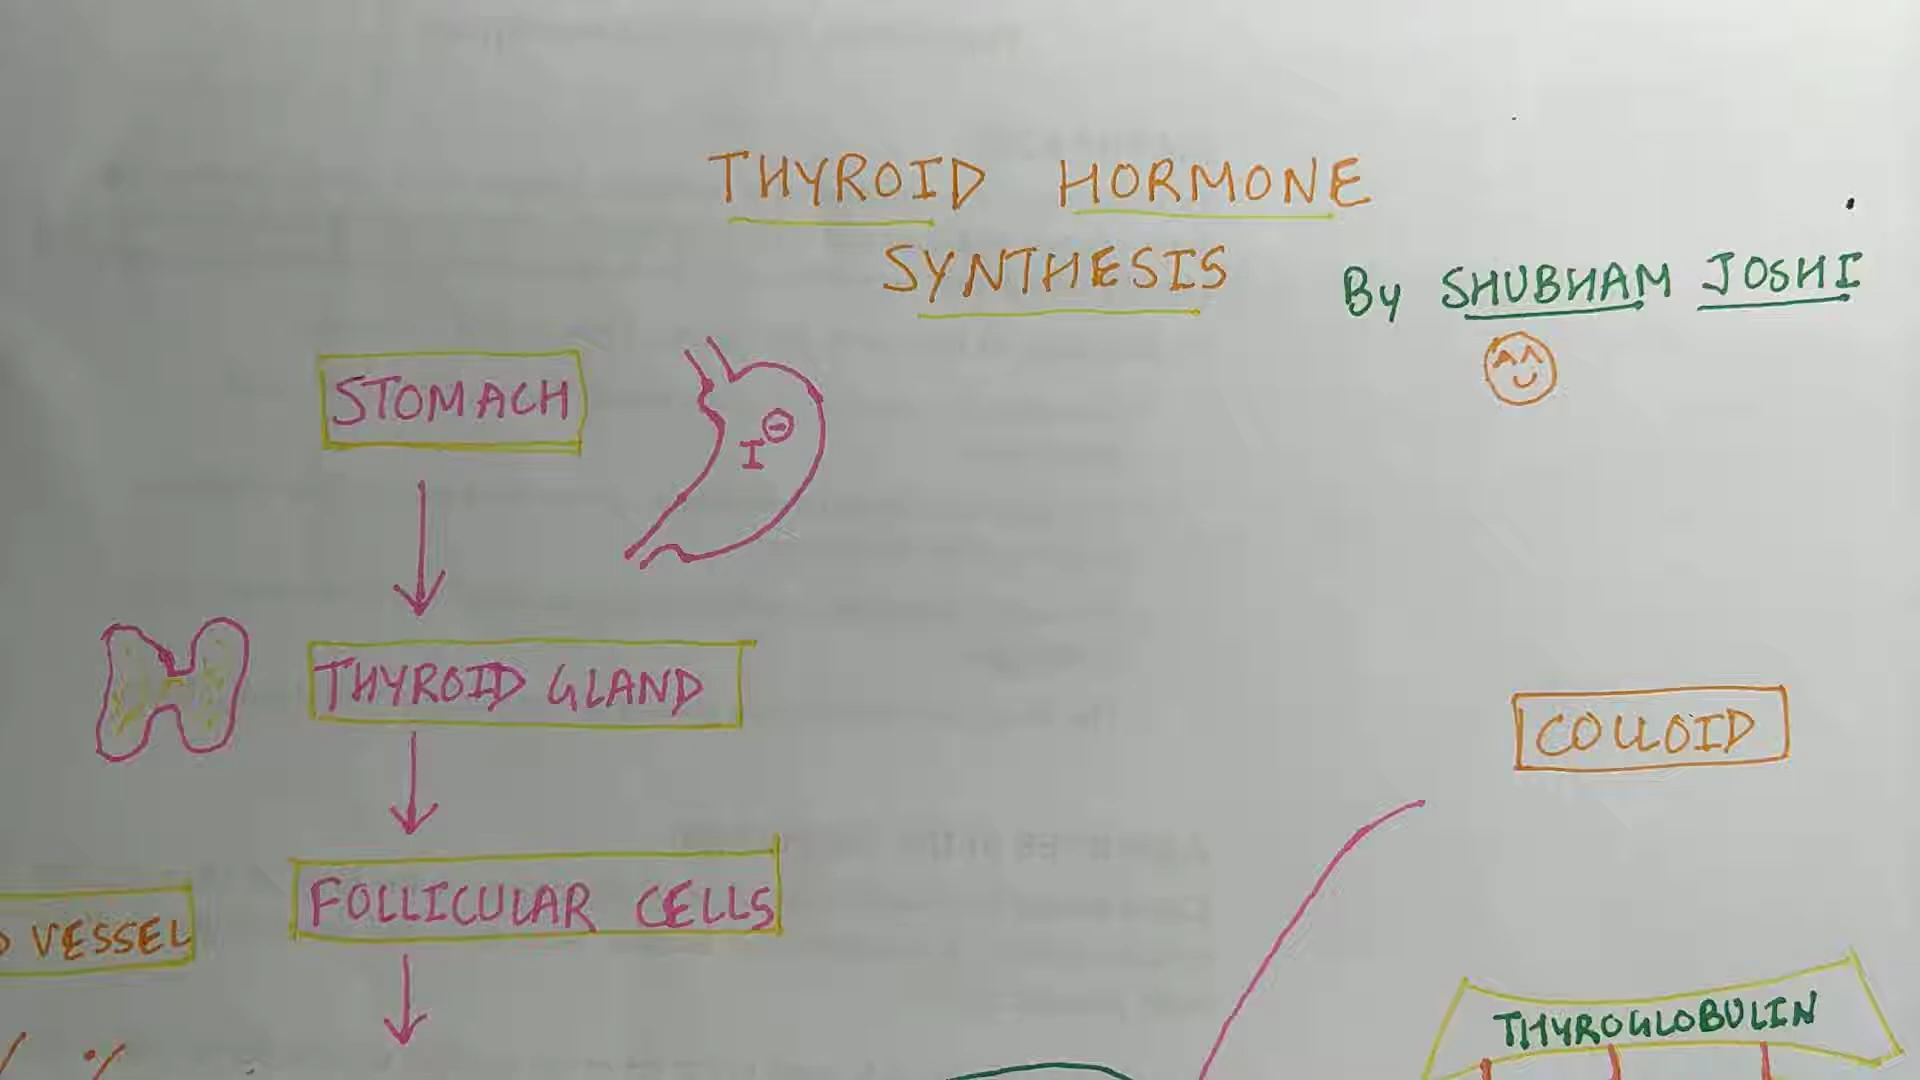 THYROID HORMONE
SYNTHESIS
By SHUBHAM JOSHI
STOMACH
I⊖
THYROID GLAND
COLLOID
FOLLICULAR CELLS
VESSEL
THYROGLOBULIN